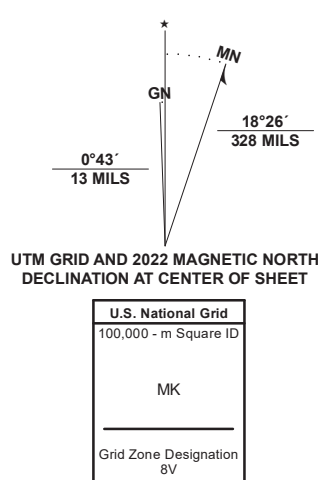 ★
MN
GN
18°26´
328 MILS
0°43´
13 MILS
UTM GRID AND 2022 MAGNETIC NORTH
DECLINATION AT CENTER OF SHEET
U.S. National Grid
100,000 - m Square ID
MK
Grid Zone Designation
8V